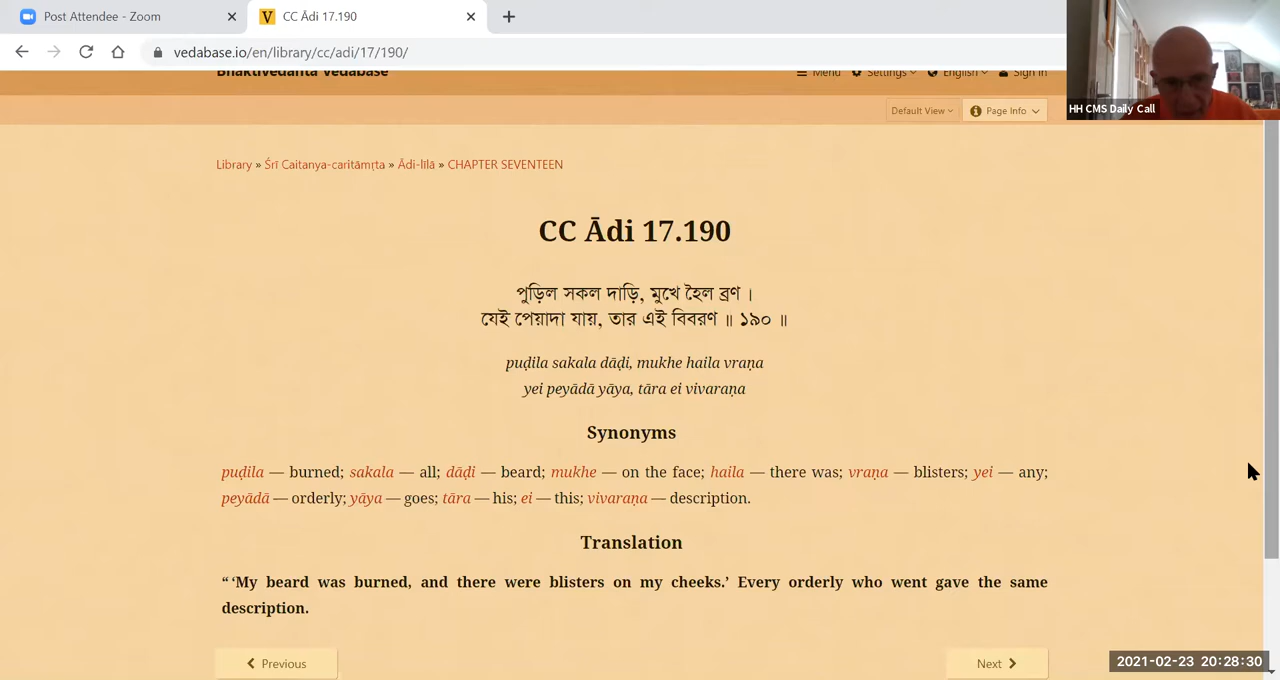 Post Attendee - Zoom
CC Ādi 17.190
vedabase.io/en/library/cc/adi/17/190/
HH CMS Daily Call
Bhaktivedanta Vedabase
Menu Settings English Sign in
Default View Page Info
Library » Śrī Caitanya-caritāmṛta » Ādi-līlā » CHAPTER SEVENTEEN
CC Ādi 17.190
পুড়িল সকল দাড়ি, মুখে হৈল ব্রণ ।
যেই পেয়াদা যায়, তার এই বিবরণ ॥ ১৯০ ॥
puḍila sakala dāḍi, mukhe haila vraṇa
yei peyādā yāya, tāra ei vivaraṇa
Synonyms
puḍila — burned; sakala — all; dāḍi — beard; mukhe — on the face; haila — there was; vraṇa — blisters; yei — any;
peyādā — orderly; yāya — goes; tāra — his; ei — this; vivaraṇa — description.
Translation
“ ‘My beard was burned, and there were blisters on my cheeks.’ Every orderly who went gave the same
description.
Previous
Next
2021-02-23 20:28:30